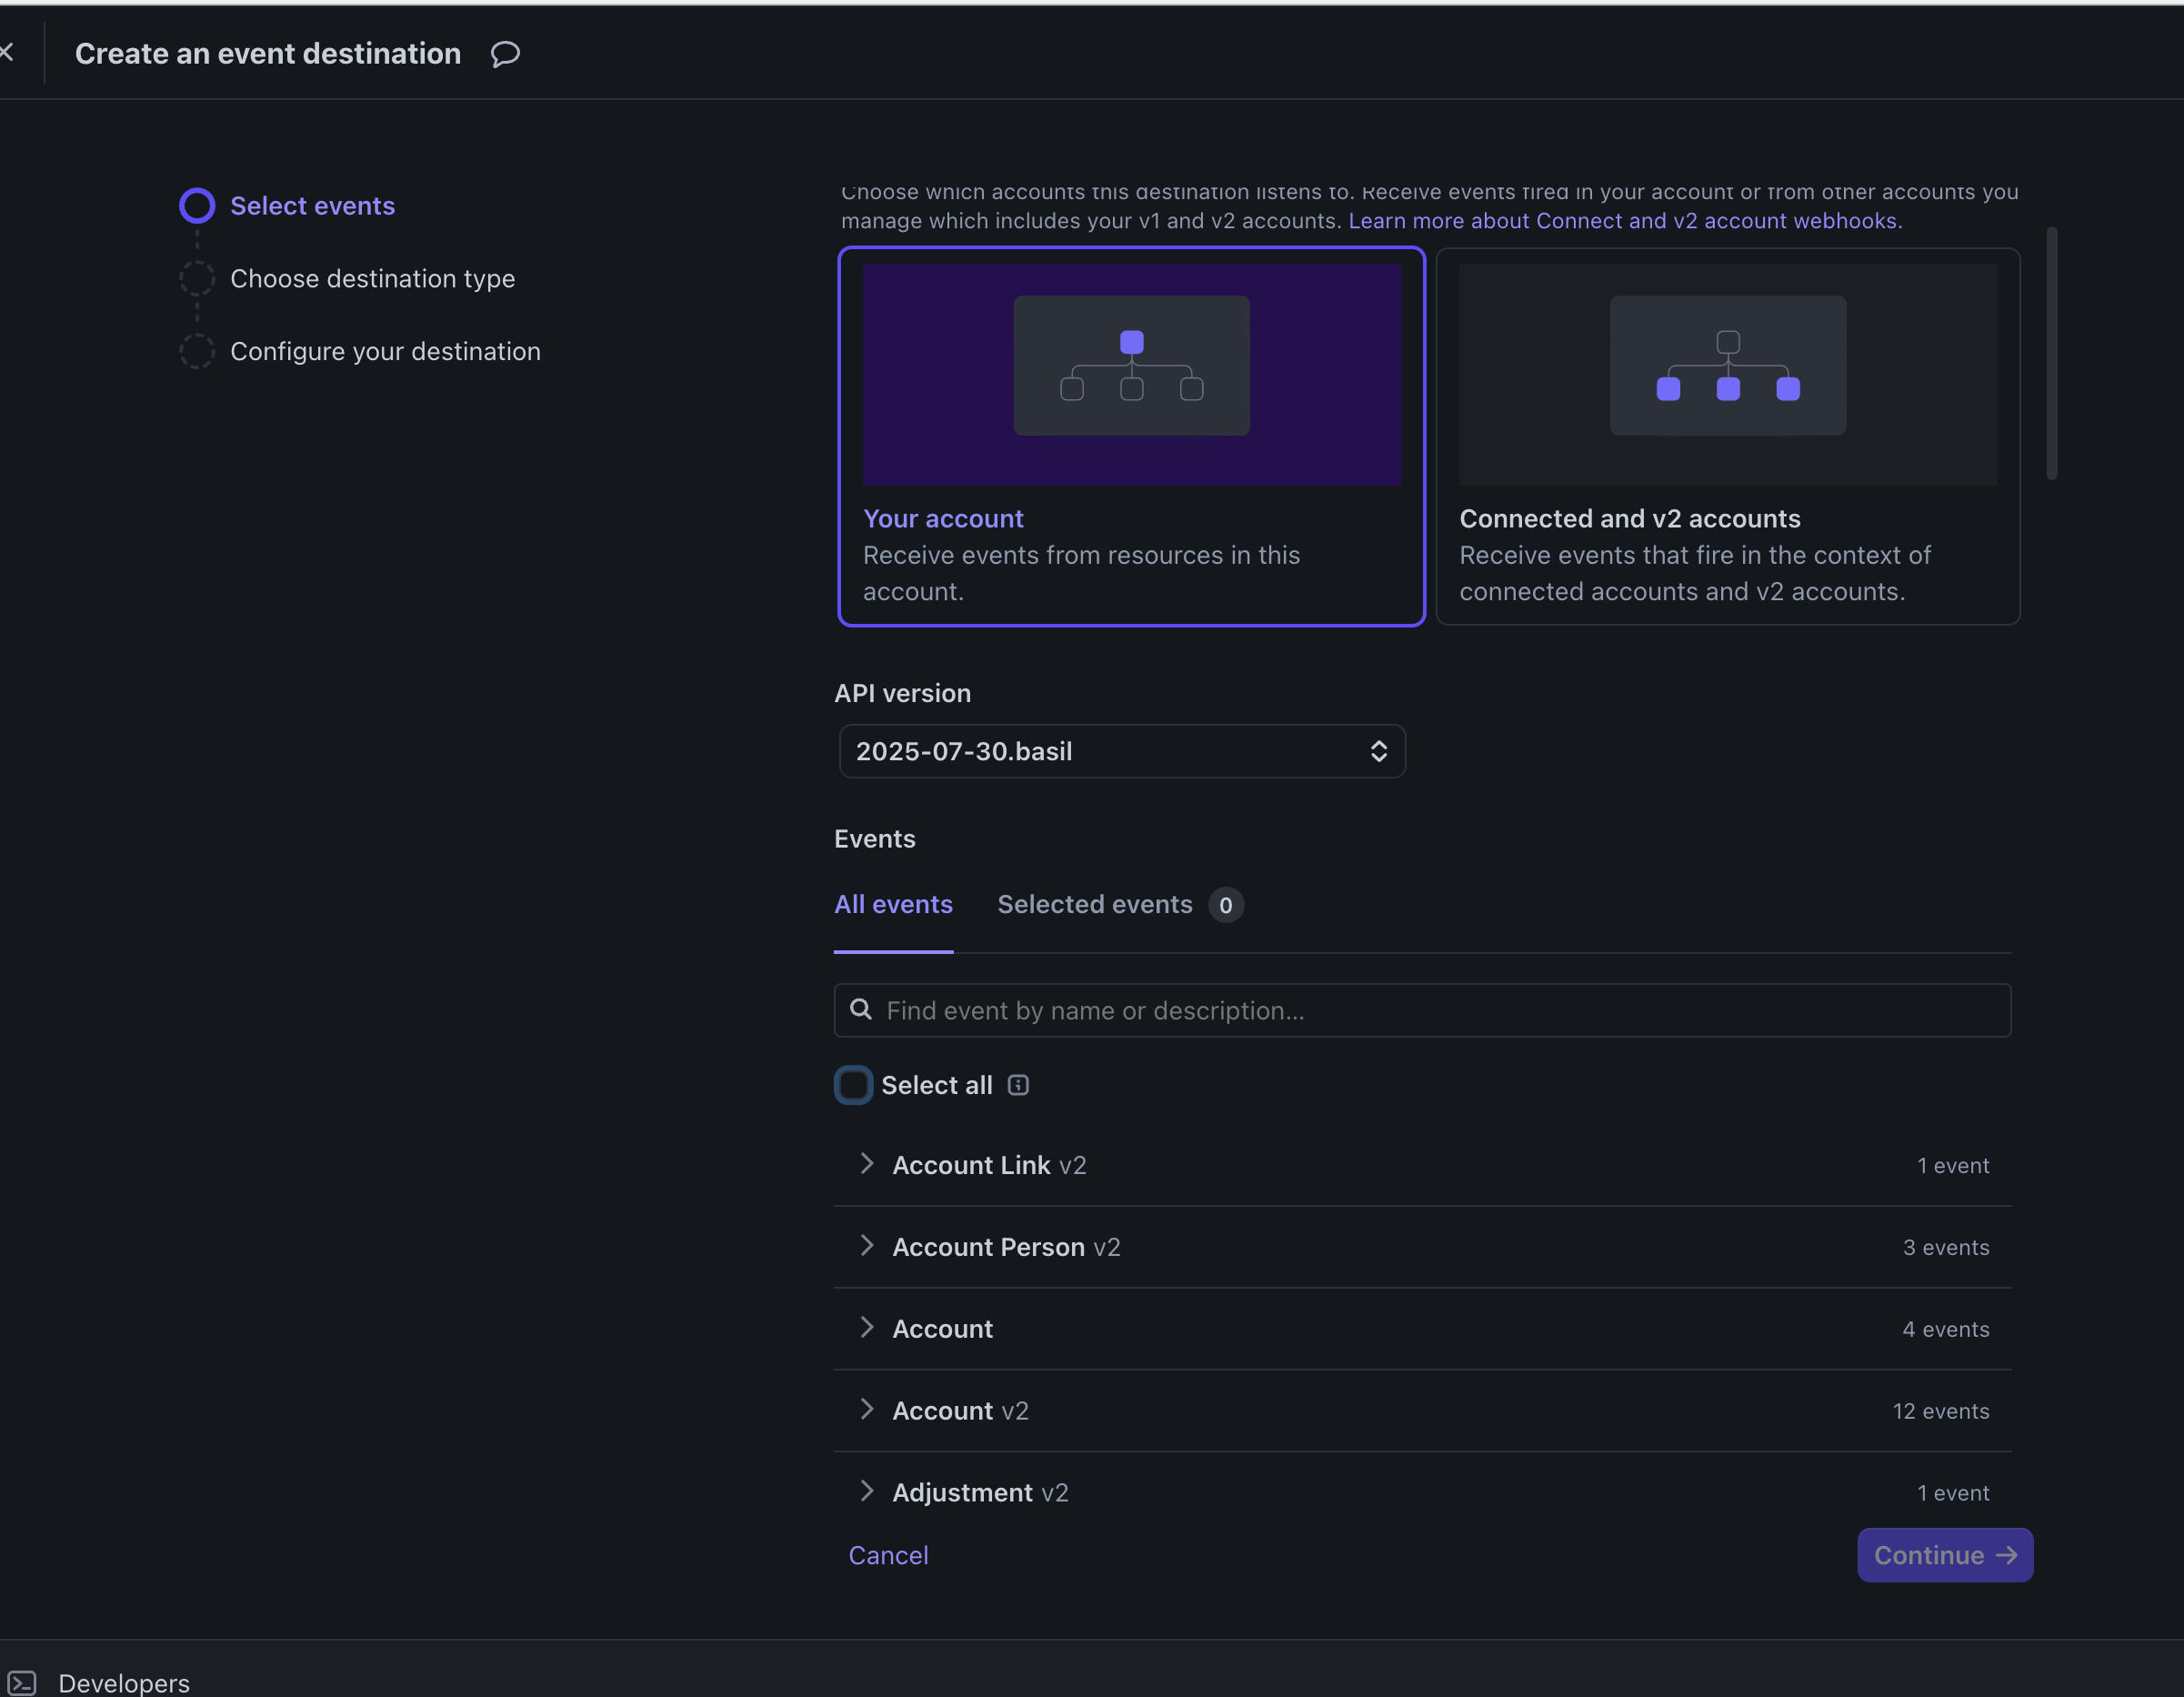 Create an event destination
Select events
Choose destination type
Configure your destination
Choose which accounts this destination listens to. Receive events fired in your account or from other accounts you
manage which includes your v1 and v2 accounts. Learn more about Connect and v2 account webhooks.
Your account
Receive events from resources in this
account.
Connected and v2 accounts
Receive events that fire in the context of
connected accounts and v2 accounts.
API version
2025-07-30.basil
Events
All events
Selected events 0
Find event by name or description...
Select all
Account Link v2 1 event
Account Person v2 3 events
Account 4 events
Account v2 12 events
Adjustment v2 1 event
Cancel
Continue →
Developers